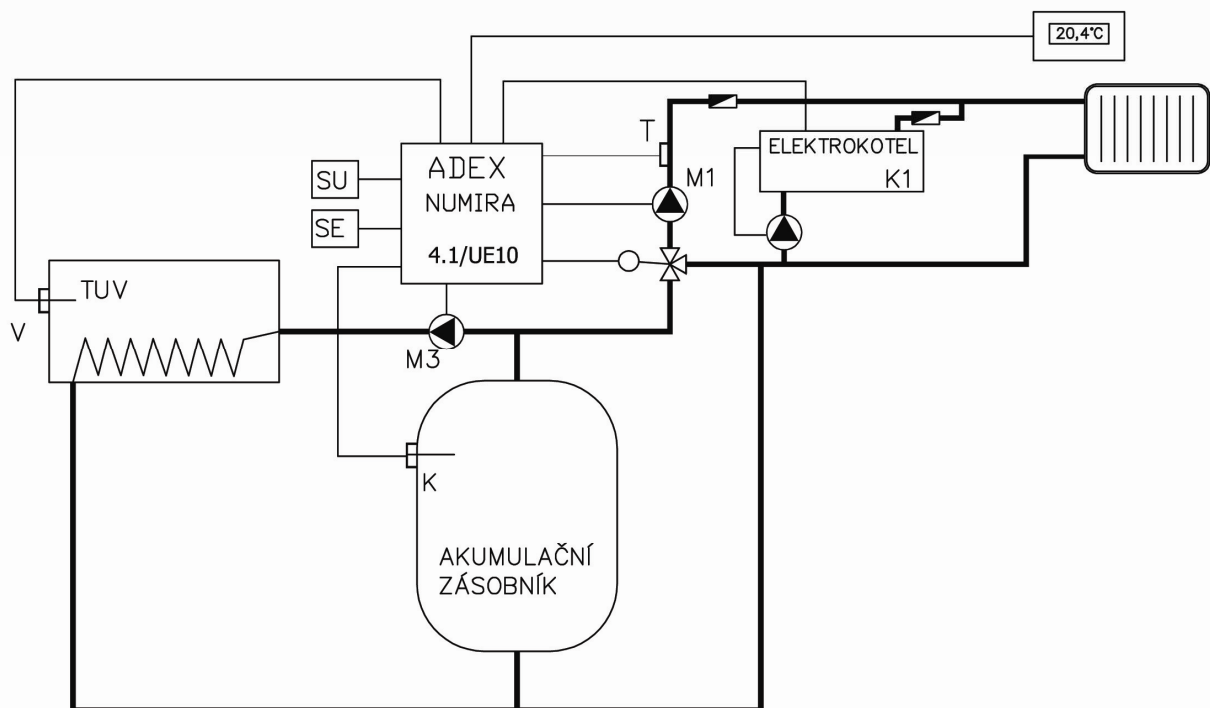 20,4°C
T
ELEKTROKOTEL
K1
M1
SU
SE
ADEX
NUMIRA
4.1/UE10
TUV
V
M3
K
AKUMULAČNÍ
ZÁSOBNÍK